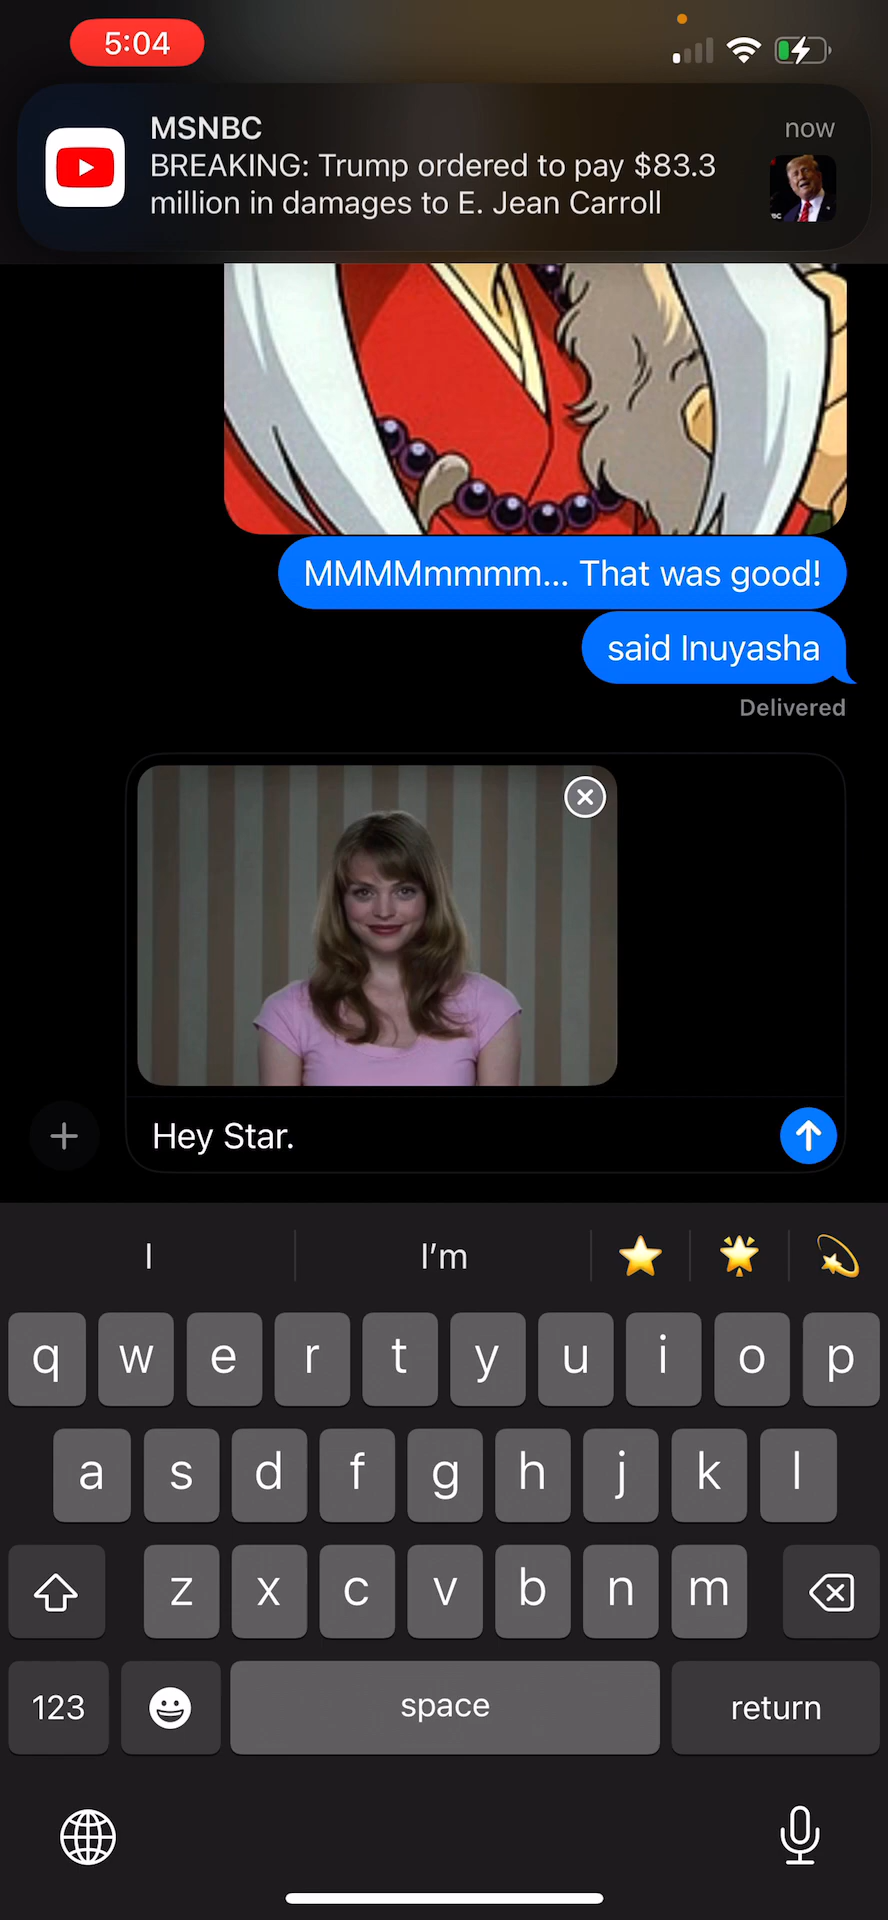 5:04
MSNBC
now
BREAKING: Trump ordered to pay $83.3
million in damages to E. Jean Carroll
MMMMmmmm... That was good!
said Inuyasha
Delivered
Hey Star.
I
I'm
q w e r t y u i o p
a s d f g h j k l
z x c v b n m
123
space
return